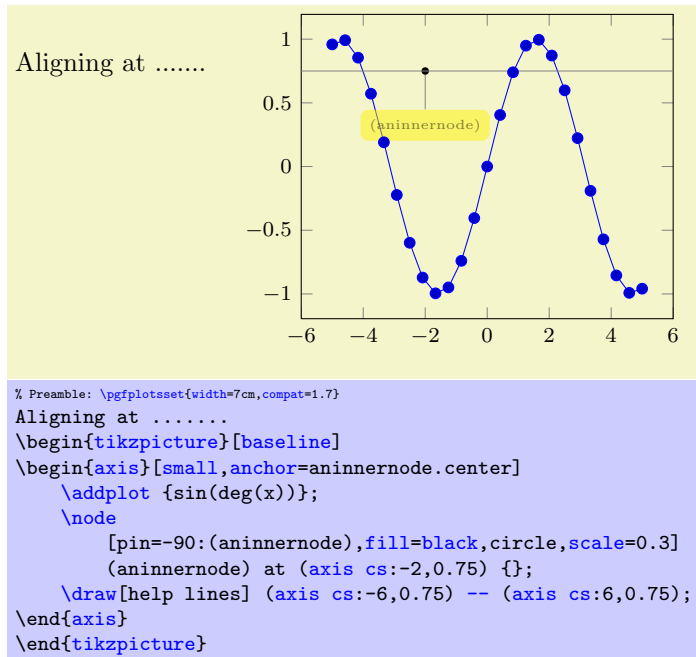 Aligning at .......
1
0.5
(aninnernode)
0
−0.5
−1
−6 −4 −2 0 2 4 6
% Preamble: \pgfplotsset{width=7cm,compat=1.7}
Aligning at .......
\begin{tikzpicture}[baseline]
\begin{axis}[small,anchor=aninnernode.center]
    \addplot {sin(deg(x))};
    \node
        [pin=-90:(aninnernode),fill=black,circle,scale=0.3]
        (aninnernode) at (axis cs:-2,0.75) {};
    \draw[help lines] (axis cs:-6,0.75) -- (axis cs:6,0.75);
\end{axis}
\end{tikzpicture}